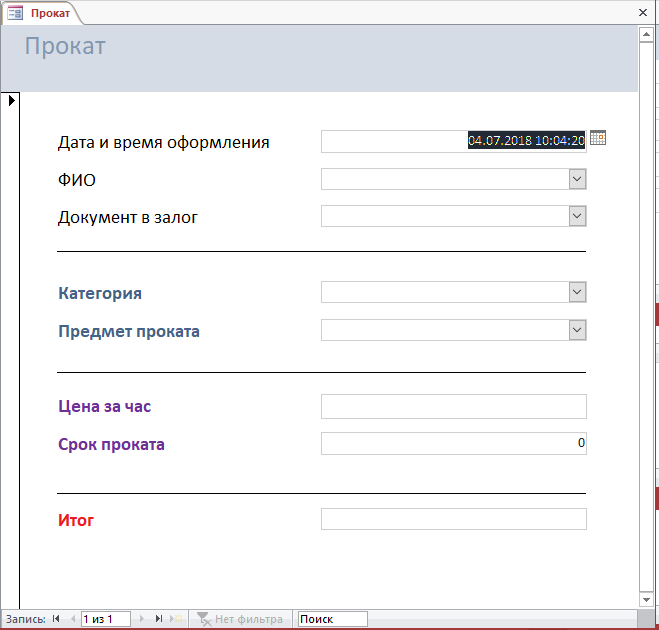 Прокат
Прокат
Дата и время оформления 04.07.2018 10:04:20
ФИО
Документ в залог
Категория
Предмет проката
Цена за час
Срок проката 0
Итог
Запись: 1 из 1 Нет фильтра Поиск